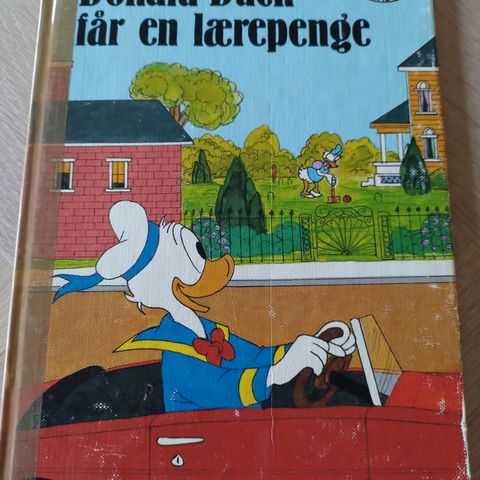 Donald Duck
får en lærepenge